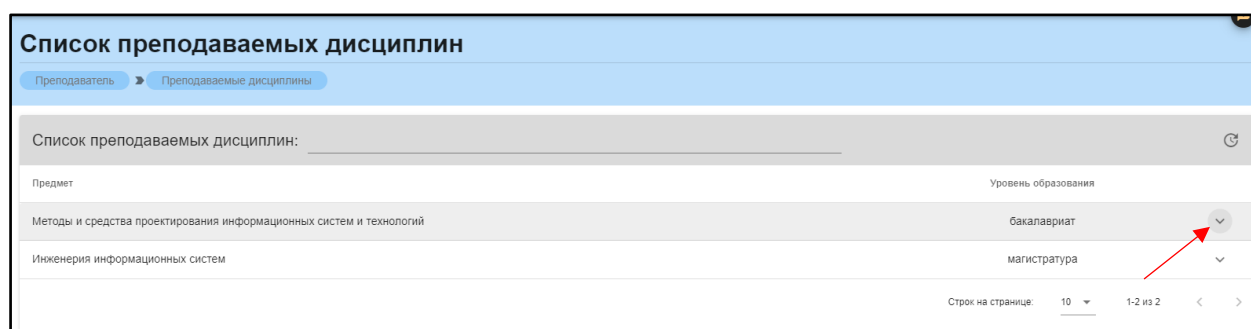 Список преподаваемых дисциплин
Преподаватель Преподаваемые дисциплины
Список преподаваемых дисциплин:
Предмет Уровень образования
Методы и средства проектирования информационных систем и технологий бакалавриат
Инженерия информационных систем магистратура
Строк на странице: 10 1-2 из 2